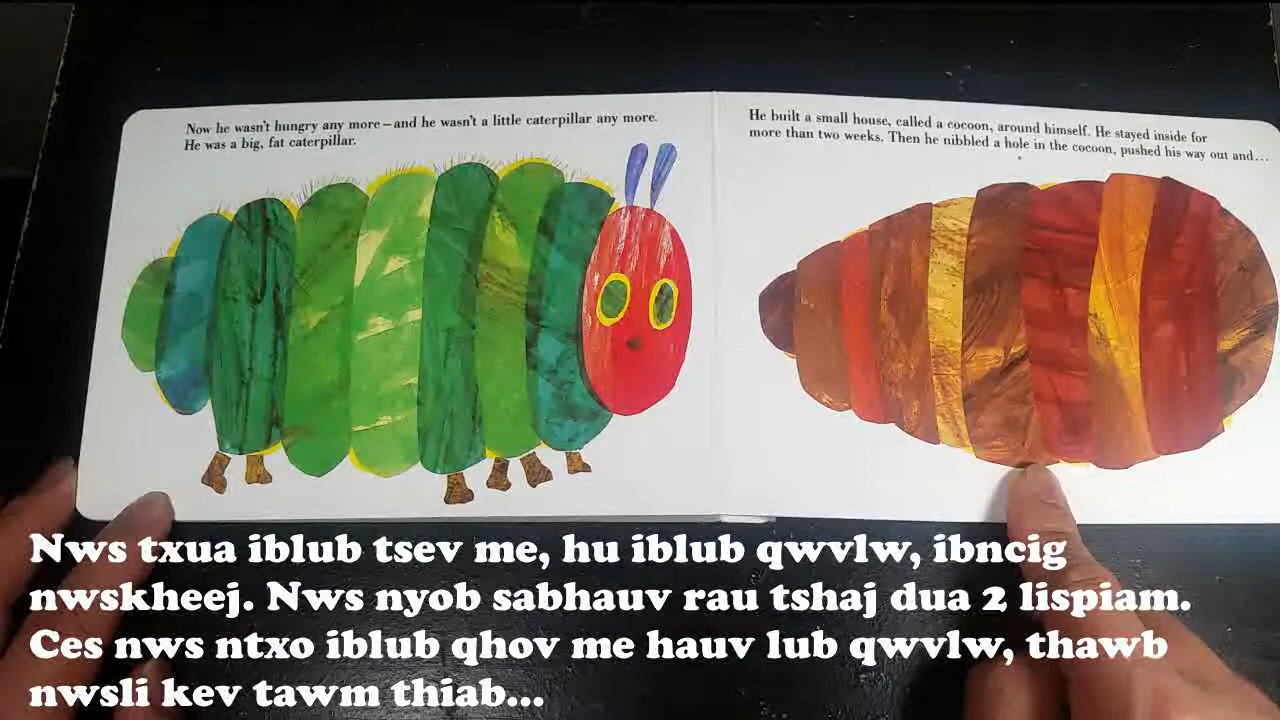 Now he wasn't hungry any more—and he wasn't a little caterpillar any more.
He was a big, fat caterpillar.
He built a small house, called a cocoon, around himself. He stayed inside for
more than two weeks. Then he nibbled a hole in the cocoon, pushed his way out and...
Nws txua iblub tsev me, hu iblub qwvlw, ibncig
nwskheej. Nws nyob sabhauv rau tshaj dua 2 lispiam.
Ces nws ntxo iblub qhov me hauv lub qwvlw, thawb
nwsli kev tawm thiab...